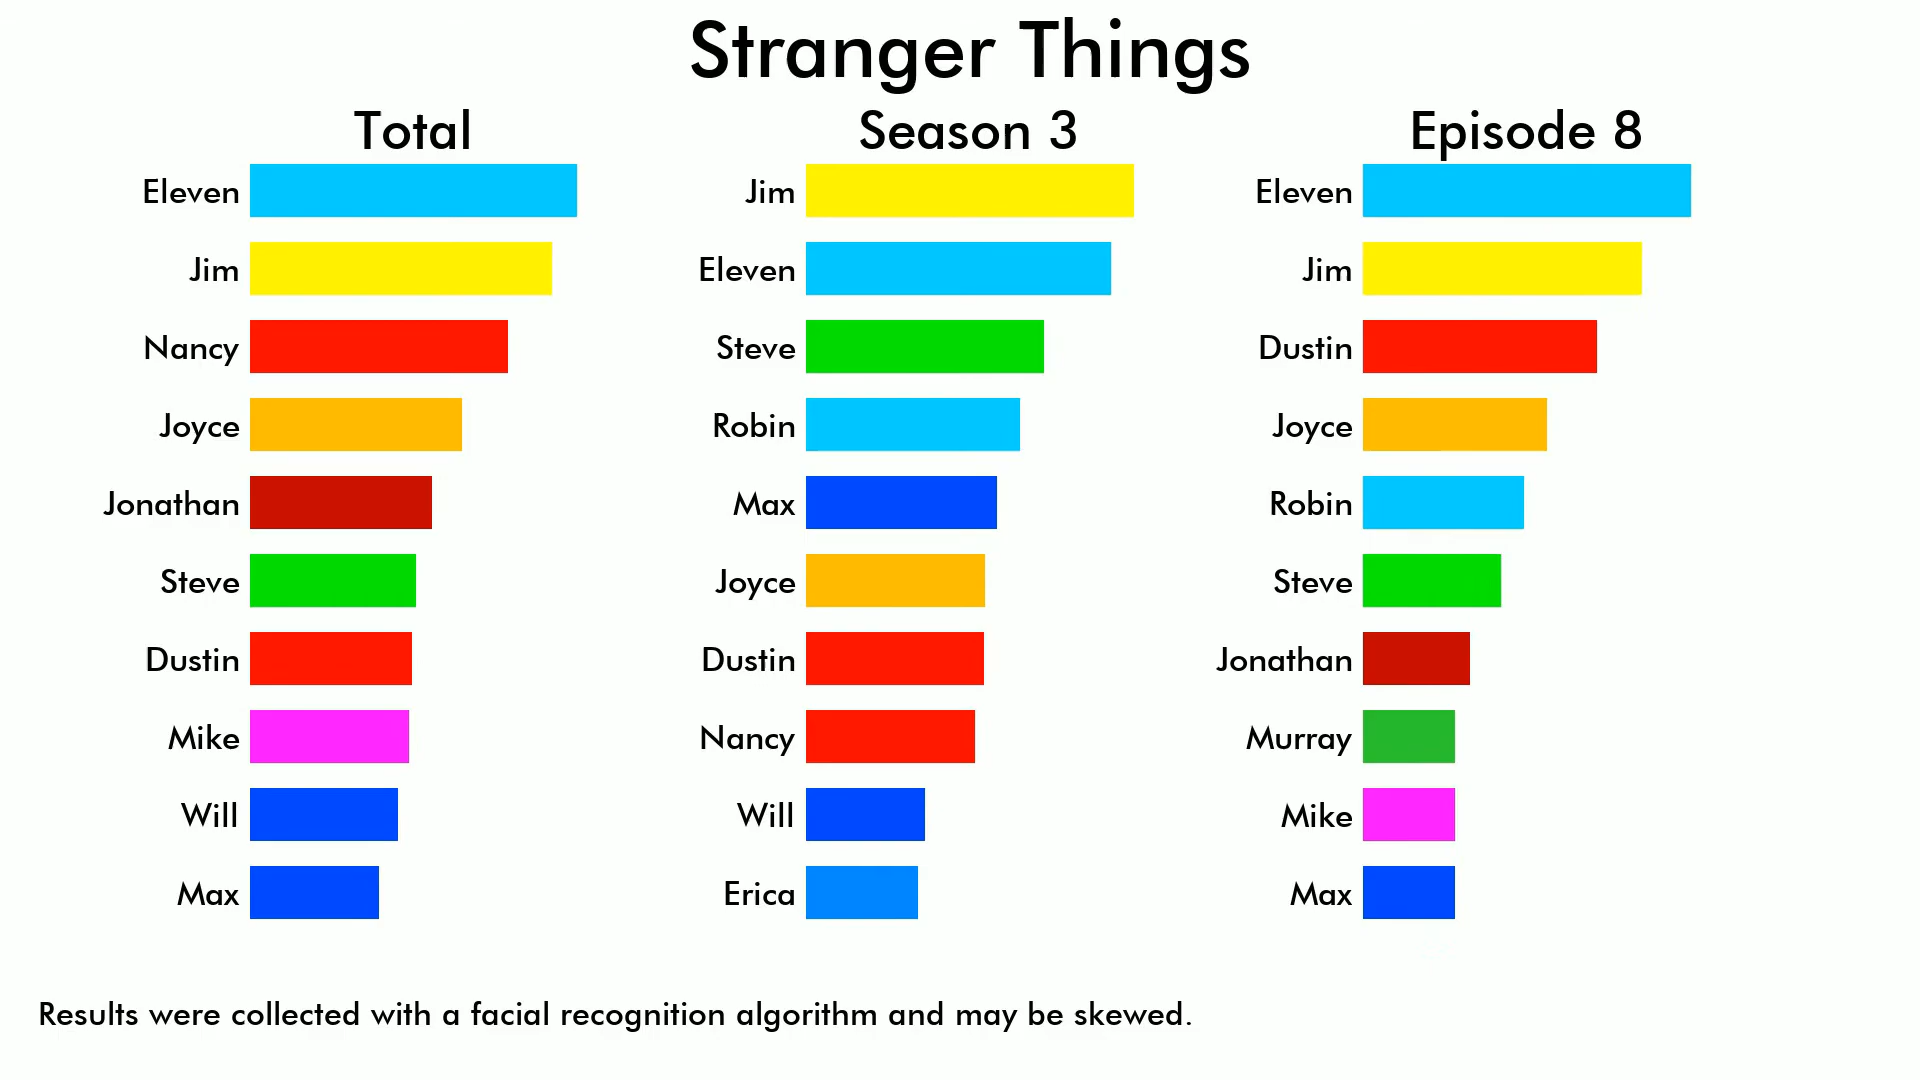 Stranger Things
Total
Eleven
Jim
Nancy
Joyce
Jonathan
Steve
Dustin
Mike
Will
Max
Season 3
Jim
Eleven
Steve
Robin
Max
Joyce
Dustin
Nancy
Will
Erica
Episode 8
Eleven
Jim
Dustin
Joyce
Robin
Steve
Jonathan
Murray
Mike
Max
Results were collected with a facial recognition algorithm and may be skewed.